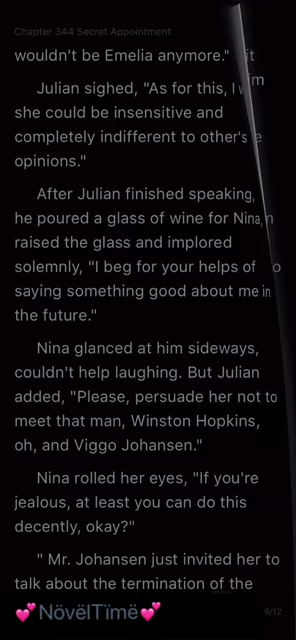 Chapter 344 Secret Appointment
wouldn't be Emelia anymore."
Julian sighed, "As for this, I
she could be insensitive and
completely indifferent to other's
opinions."
After Julian finished speaking,
he poured a glass of wine for Nina,
raised the glass and implored
solemnly, "I beg for your helps of
saying something good about me in
the future."
Nina glanced at him sideways,
couldn't help laughing. But Julian
added, "Please, persuade her not to
meet that man, Winston Hopkins,
oh, and Viggo Johansen."
Nina rolled her eyes, "If you're
jealous, at least you can do this
decently, okay?"
" Mr. Johansen just invited her to
talk about the termination of the
💕NövëlTïmë💕
9/12